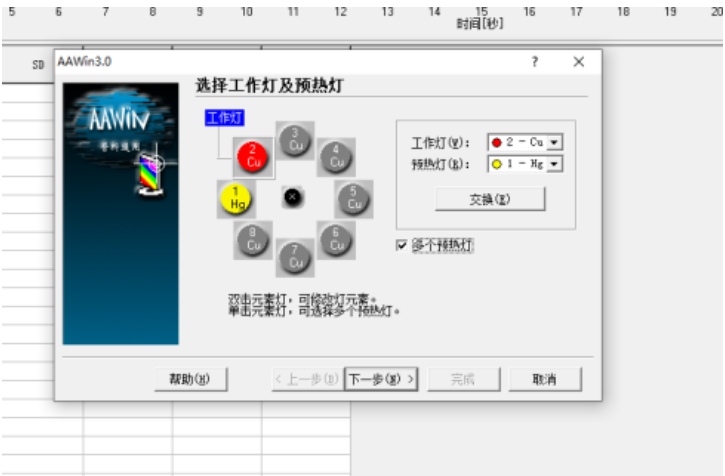 5 6 7 8 9 10 11 12 13 14 15 16 17 18 19 20
时间[秒]
SD
AAWin3.0 ? ×
选择工作灯及预热灯
AAWIN
普析通用
工作灯
3 Cu
2 Cu
4 Cu
1 Hg
5 Cu
8 Cu
6 Cu
7 Cu
工作灯(W): 2 - Cu
预热灯(R): 1 - Hg
交换(E)
多个预热灯
双击元素灯，可修改灯元素。
单击元素灯，可选择多个预热灯。
帮助(H) < 上一步(B) 下一步(N) > 完成 取消